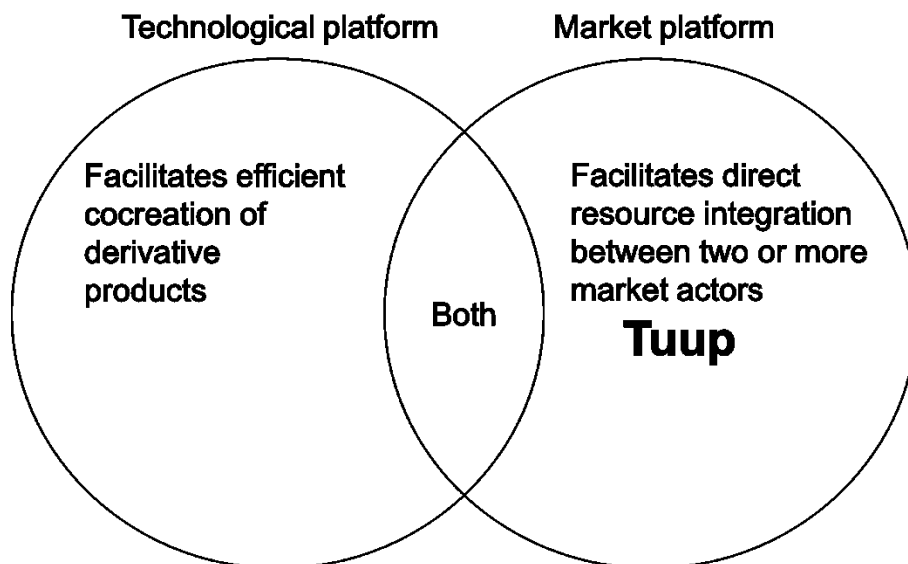 Technological platform
Market platform
Facilitates efficient
cocreation of
derivative
products
Both
Facilitates direct
resource integration
between two or more
market actors
Tuup